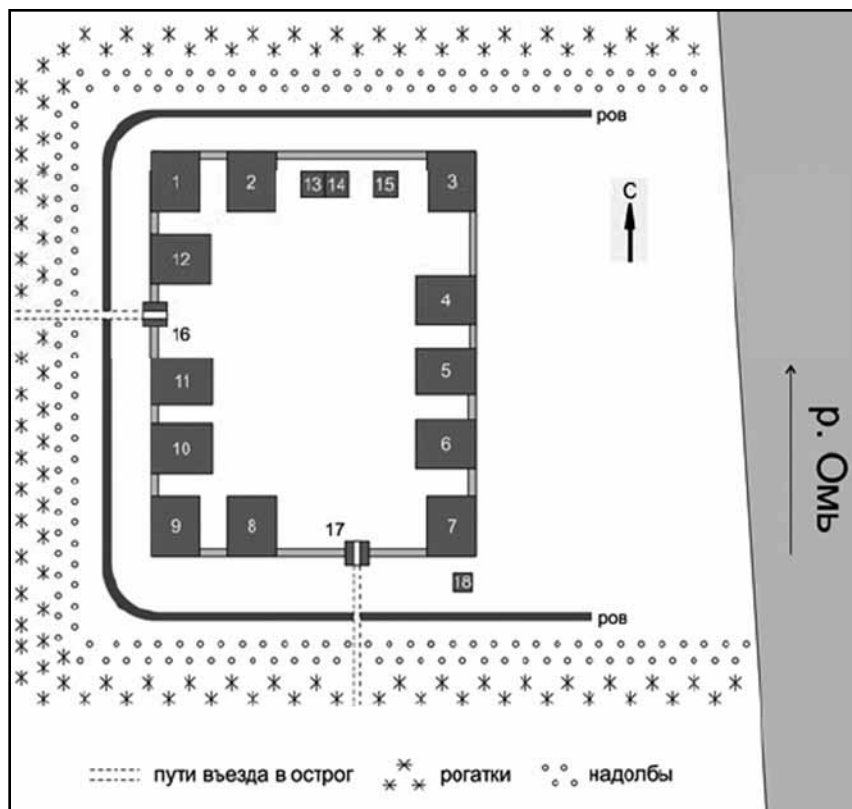 ров
1 2 13 14 15 3
С
12
4
16
р. Омь
11 5
10 6
9 8 17 7
18
ров
пути въезда в острог рогатки надолбы